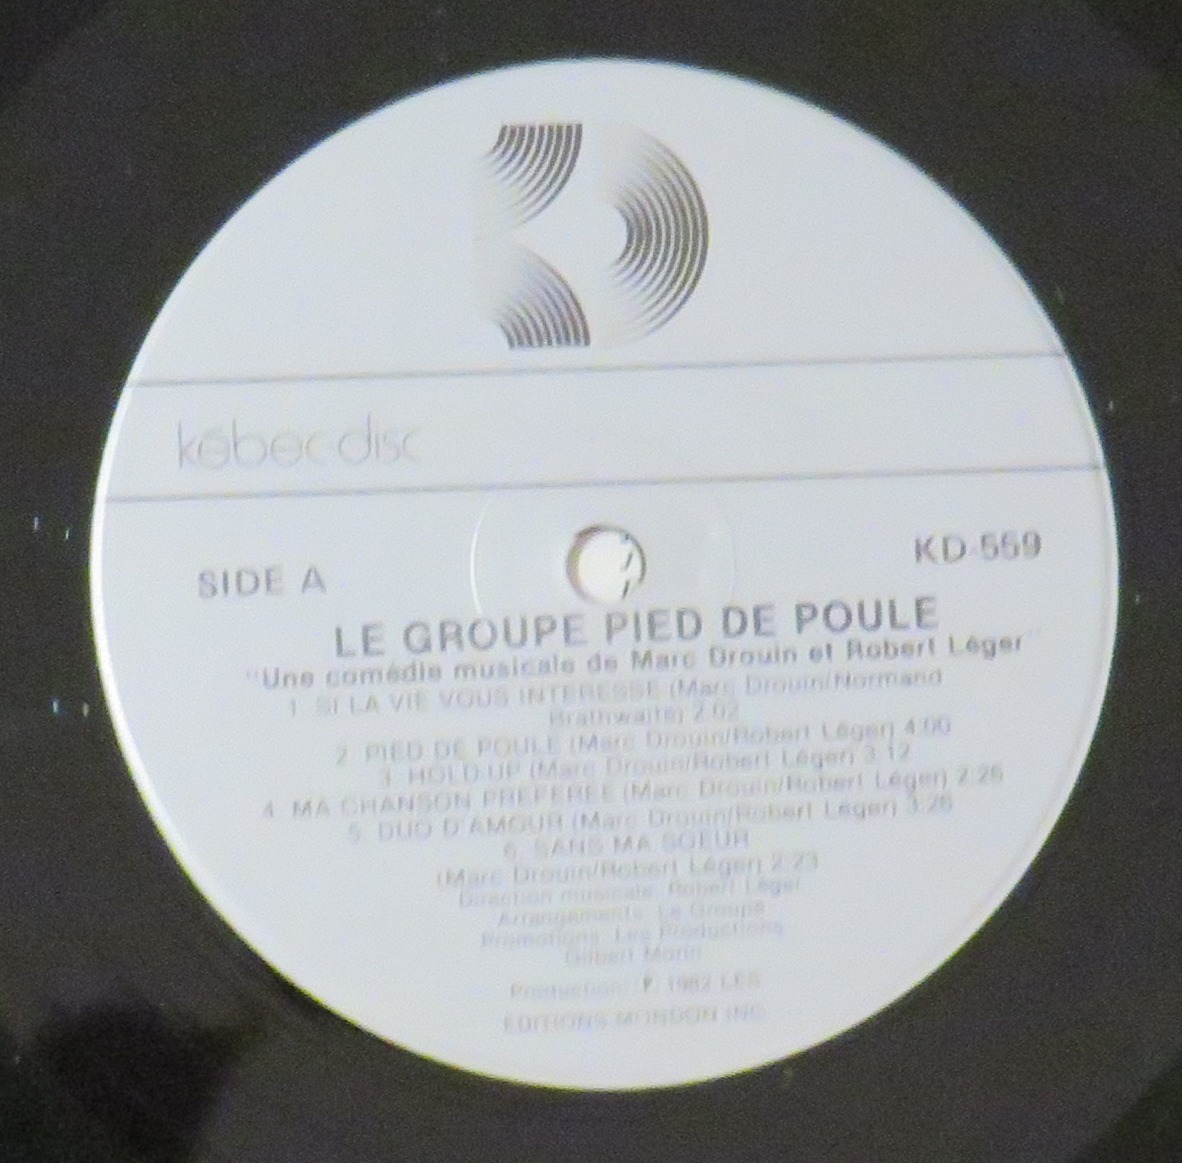 kébec-disc
SIDE A
KD-559
LE GROUPE PIED DE POULE
"Une comédie musicale de Marc Drouin et Robert Léger"
1. SI LA VIE VOUS INTERESSE (Marc Drouin/Normand
Brathwaite) 2:02
2. PIED DE POULE (Marc Drouin/Robert Léger) 4:00
3. HOLD-UP (Marc Drouin/Robert Léger) 3:12
4. MA CHANSON PREFEREE (Marc Drouin/Robert Léger) 2:26
5. DUO D'AMOUR (Marc Drouin/Robert Léger) 3:26
6. SANS MA SOEUR
(Marc Drouin/Robert Léger) 2:23
Direction musicale: Robert Léger
Arrangements: Le Groupe
Promotions: Les Productions
Gilbert Morin
Production: ℗ 1982 LES
EDITIONS MONDON INC.